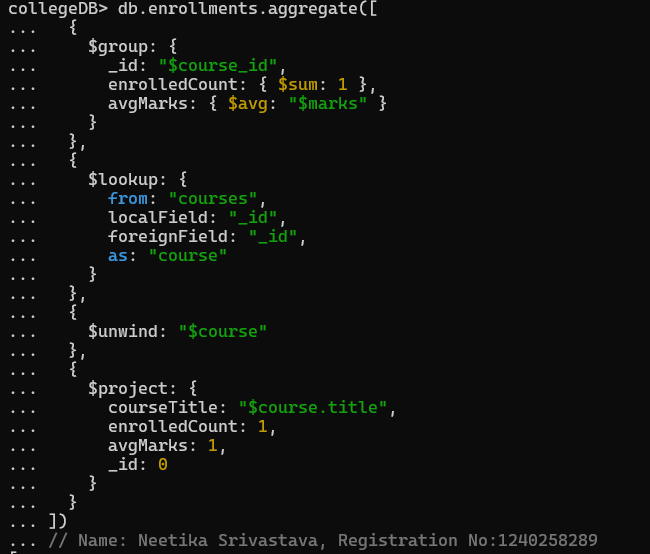 collegeDB> db.enrollments.aggregate([
...   {
...     $group: {
...       _id: "$course_id",
...       enrolledCount: { $sum: 1 },
...       avgMarks: { $avg: "$marks" }
...     }
...   },
...   {
...     $lookup: {
...       from: "courses",
...       localField: "_id",
...       foreignField: "_id",
...       as: "course"
...     }
...   },
...   {
...     $unwind: "$course"
...   },
...   {
...     $project: {
...       courseTitle: "$course.title",
...       enrolledCount: 1,
...       avgMarks: 1,
...       _id: 0
...     }
...   }
... ])
... // Name: Neetika Srivastava, Registration No:1240258289